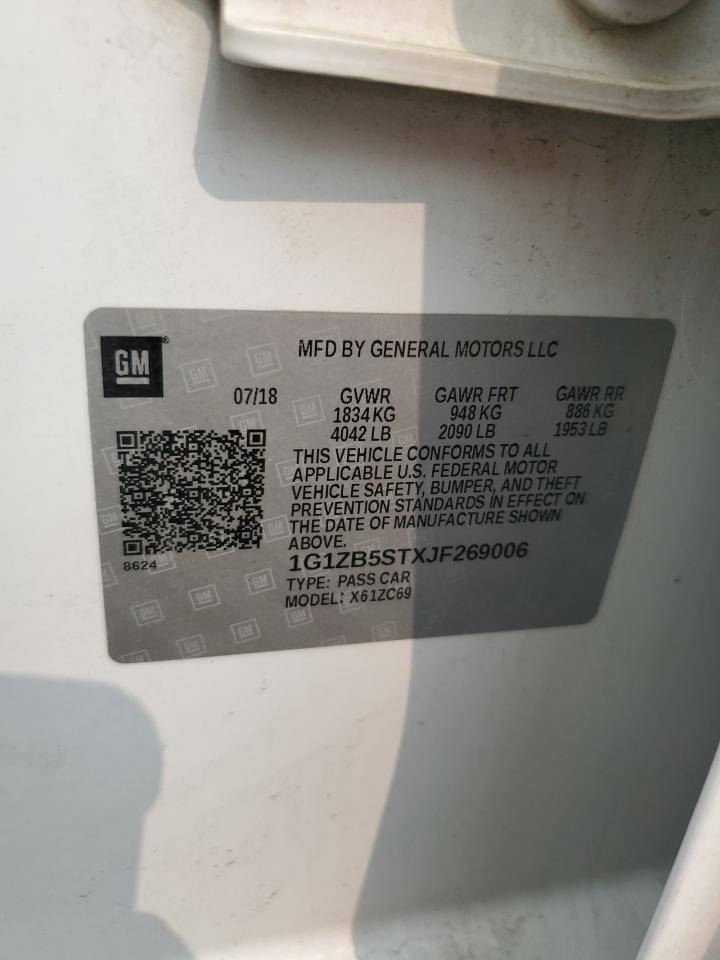 GM
MFD BY GENERAL MOTORS LLC
07/18 GVWR GAWR FRT GAWR RR
1834 KG 948 KG 886 KG
4042 LB 2090 LB 1953 LB
THIS VEHICLE CONFORMS TO ALL
APPLICABLE U.S. FEDERAL MOTOR
VEHICLE SAFETY, BUMPER, AND THEFT
PREVENTION STANDARDS IN EFFECT ON
THE DATE OF MANUFACTURE SHOWN
ABOVE.
8624
1G1ZB5STXJF269006
TYPE: PASS CAR
MODEL: X61ZC69